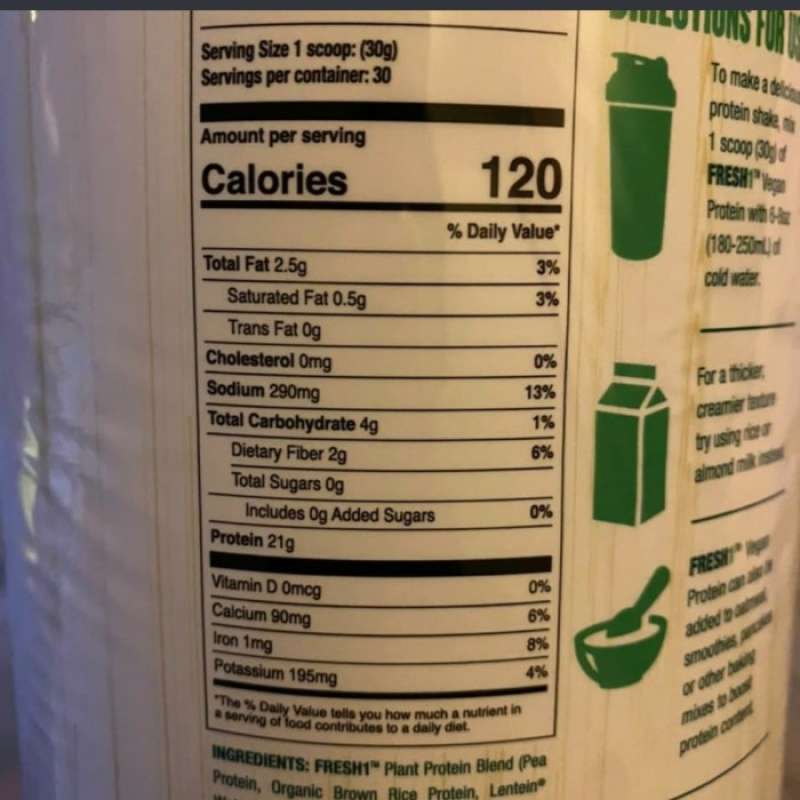 Serving Size 1 scoop: (30g)
Servings per container: 30
Amount per serving
Calories 120
% Daily Value*
Total Fat 2.5g 3%
Saturated Fat 0.5g 3%
Trans Fat 0g
Cholesterol 0mg 0%
Sodium 290mg 13%
Total Carbohydrate 4g 1%
Dietary Fiber 2g 6%
Total Sugars 0g
Includes 0g Added Sugars 0%
Protein 21g
Vitamin D 0mcg 0%
Calcium 90mg 6%
Iron 1mg 8%
Potassium 195mg 4%
*The % Daily Value tells you how much a nutrient in
a serving of food contributes to a daily diet.
INGREDIENTS: FRESH1™ Plant Protein Blend (Pea
Protein, Organic Brown Rice Protein, Lentein®
DIRECTIONS FOR
To make a
protein shake,
1 scoop (30g) of
FRESH1™ Vegan
Protein with 6-8oz
(180-250mL) of
cold water.
For a thicker,
creamier texture
try using rice or
almond milk
FRESH1™ Vegan
Protein can also be
added to oatmeal,
smoothies, pancakes
or other baking
mixes to boost
protein content.